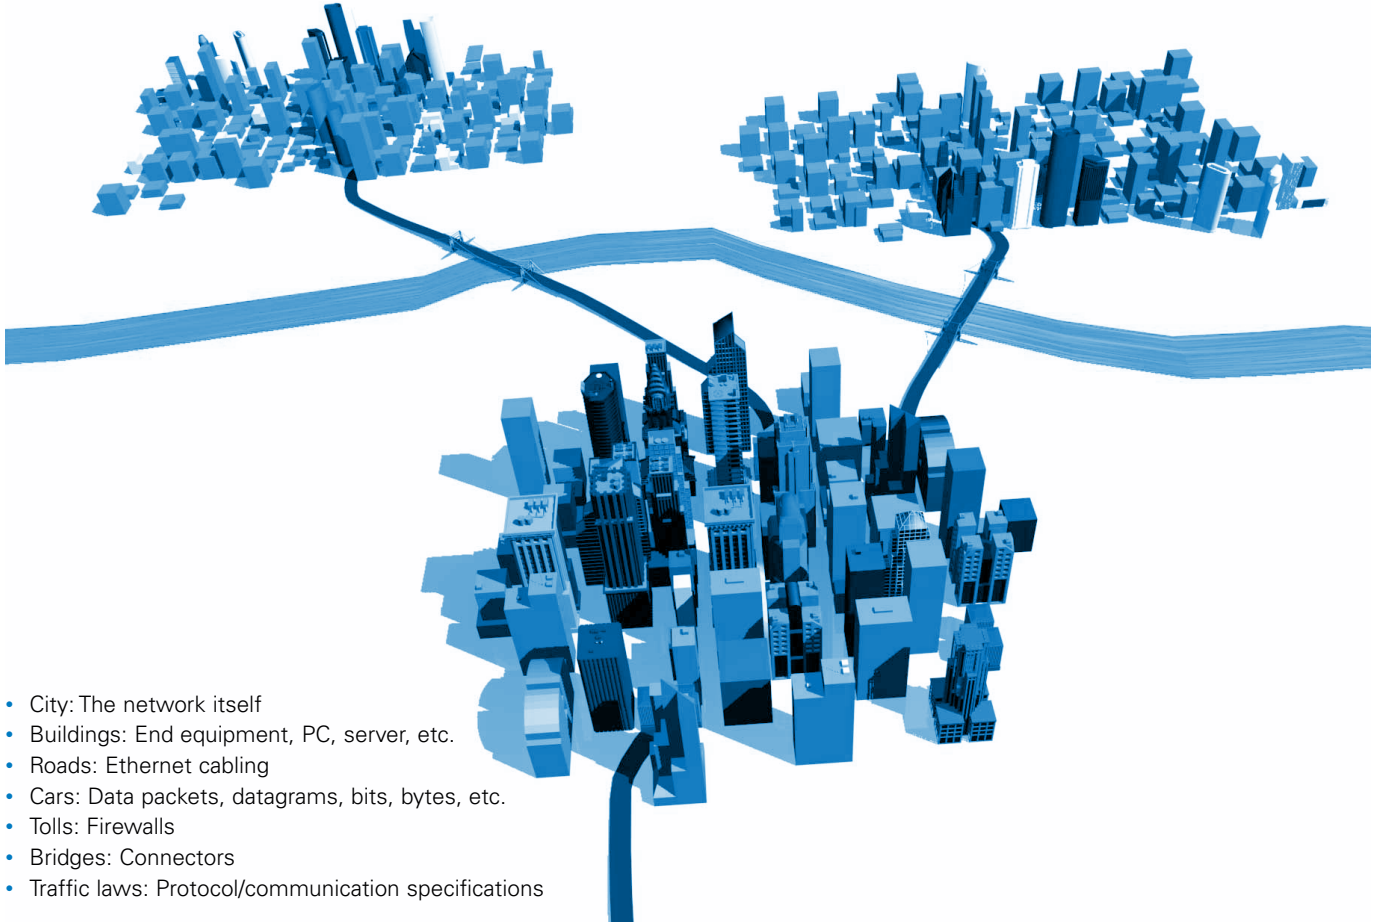 • City: The network itself
• Buildings: End equipment, PC, server, etc.
• Roads: Ethernet cabling
• Cars: Data packets, datagrams, bits, bytes, etc.
• Tolls: Firewalls
• Bridges: Connectors
• Traffic laws: Protocol/communication specifications